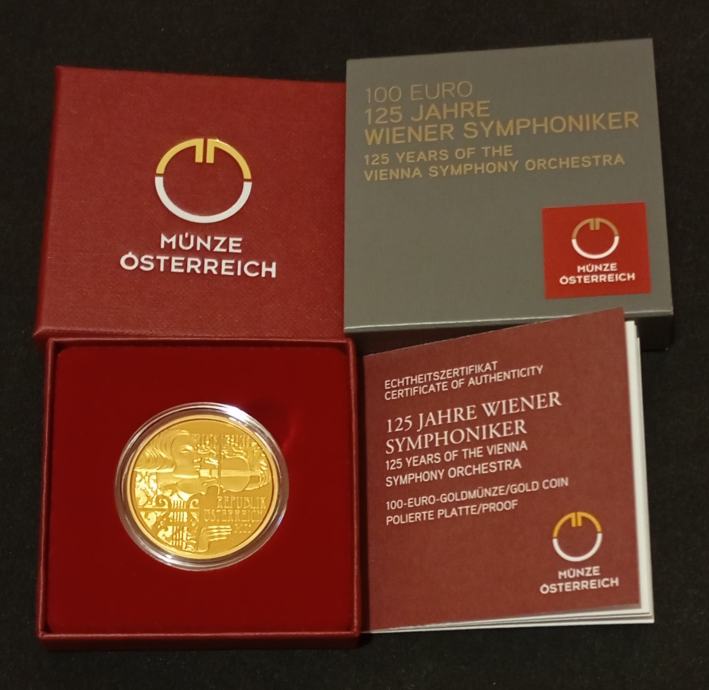 MÜNZE
ÖSTERREICH
100 EURO
125 JAHRE
WIENER SYMPHONIKER
125 YEARS OF THE
VIENNA SYMPHONY ORCHESTRA
MÜNZE
ÖSTERREICH
REPUBLIK
ÖSTERREICH
ECHTHEITSZERTIFIKAT
CERTIFICATE OF AUTHENTICITY
125 JAHRE WIENER
SYMPHONIKER
125 YEARS OF THE VIENNA
SYMPHONY ORCHESTRA
100-EURO-GOLDMÜNZE/GOLD COIN
POLIERTE PLATTE/PROOF
MÜNZE
ÖSTERREICH